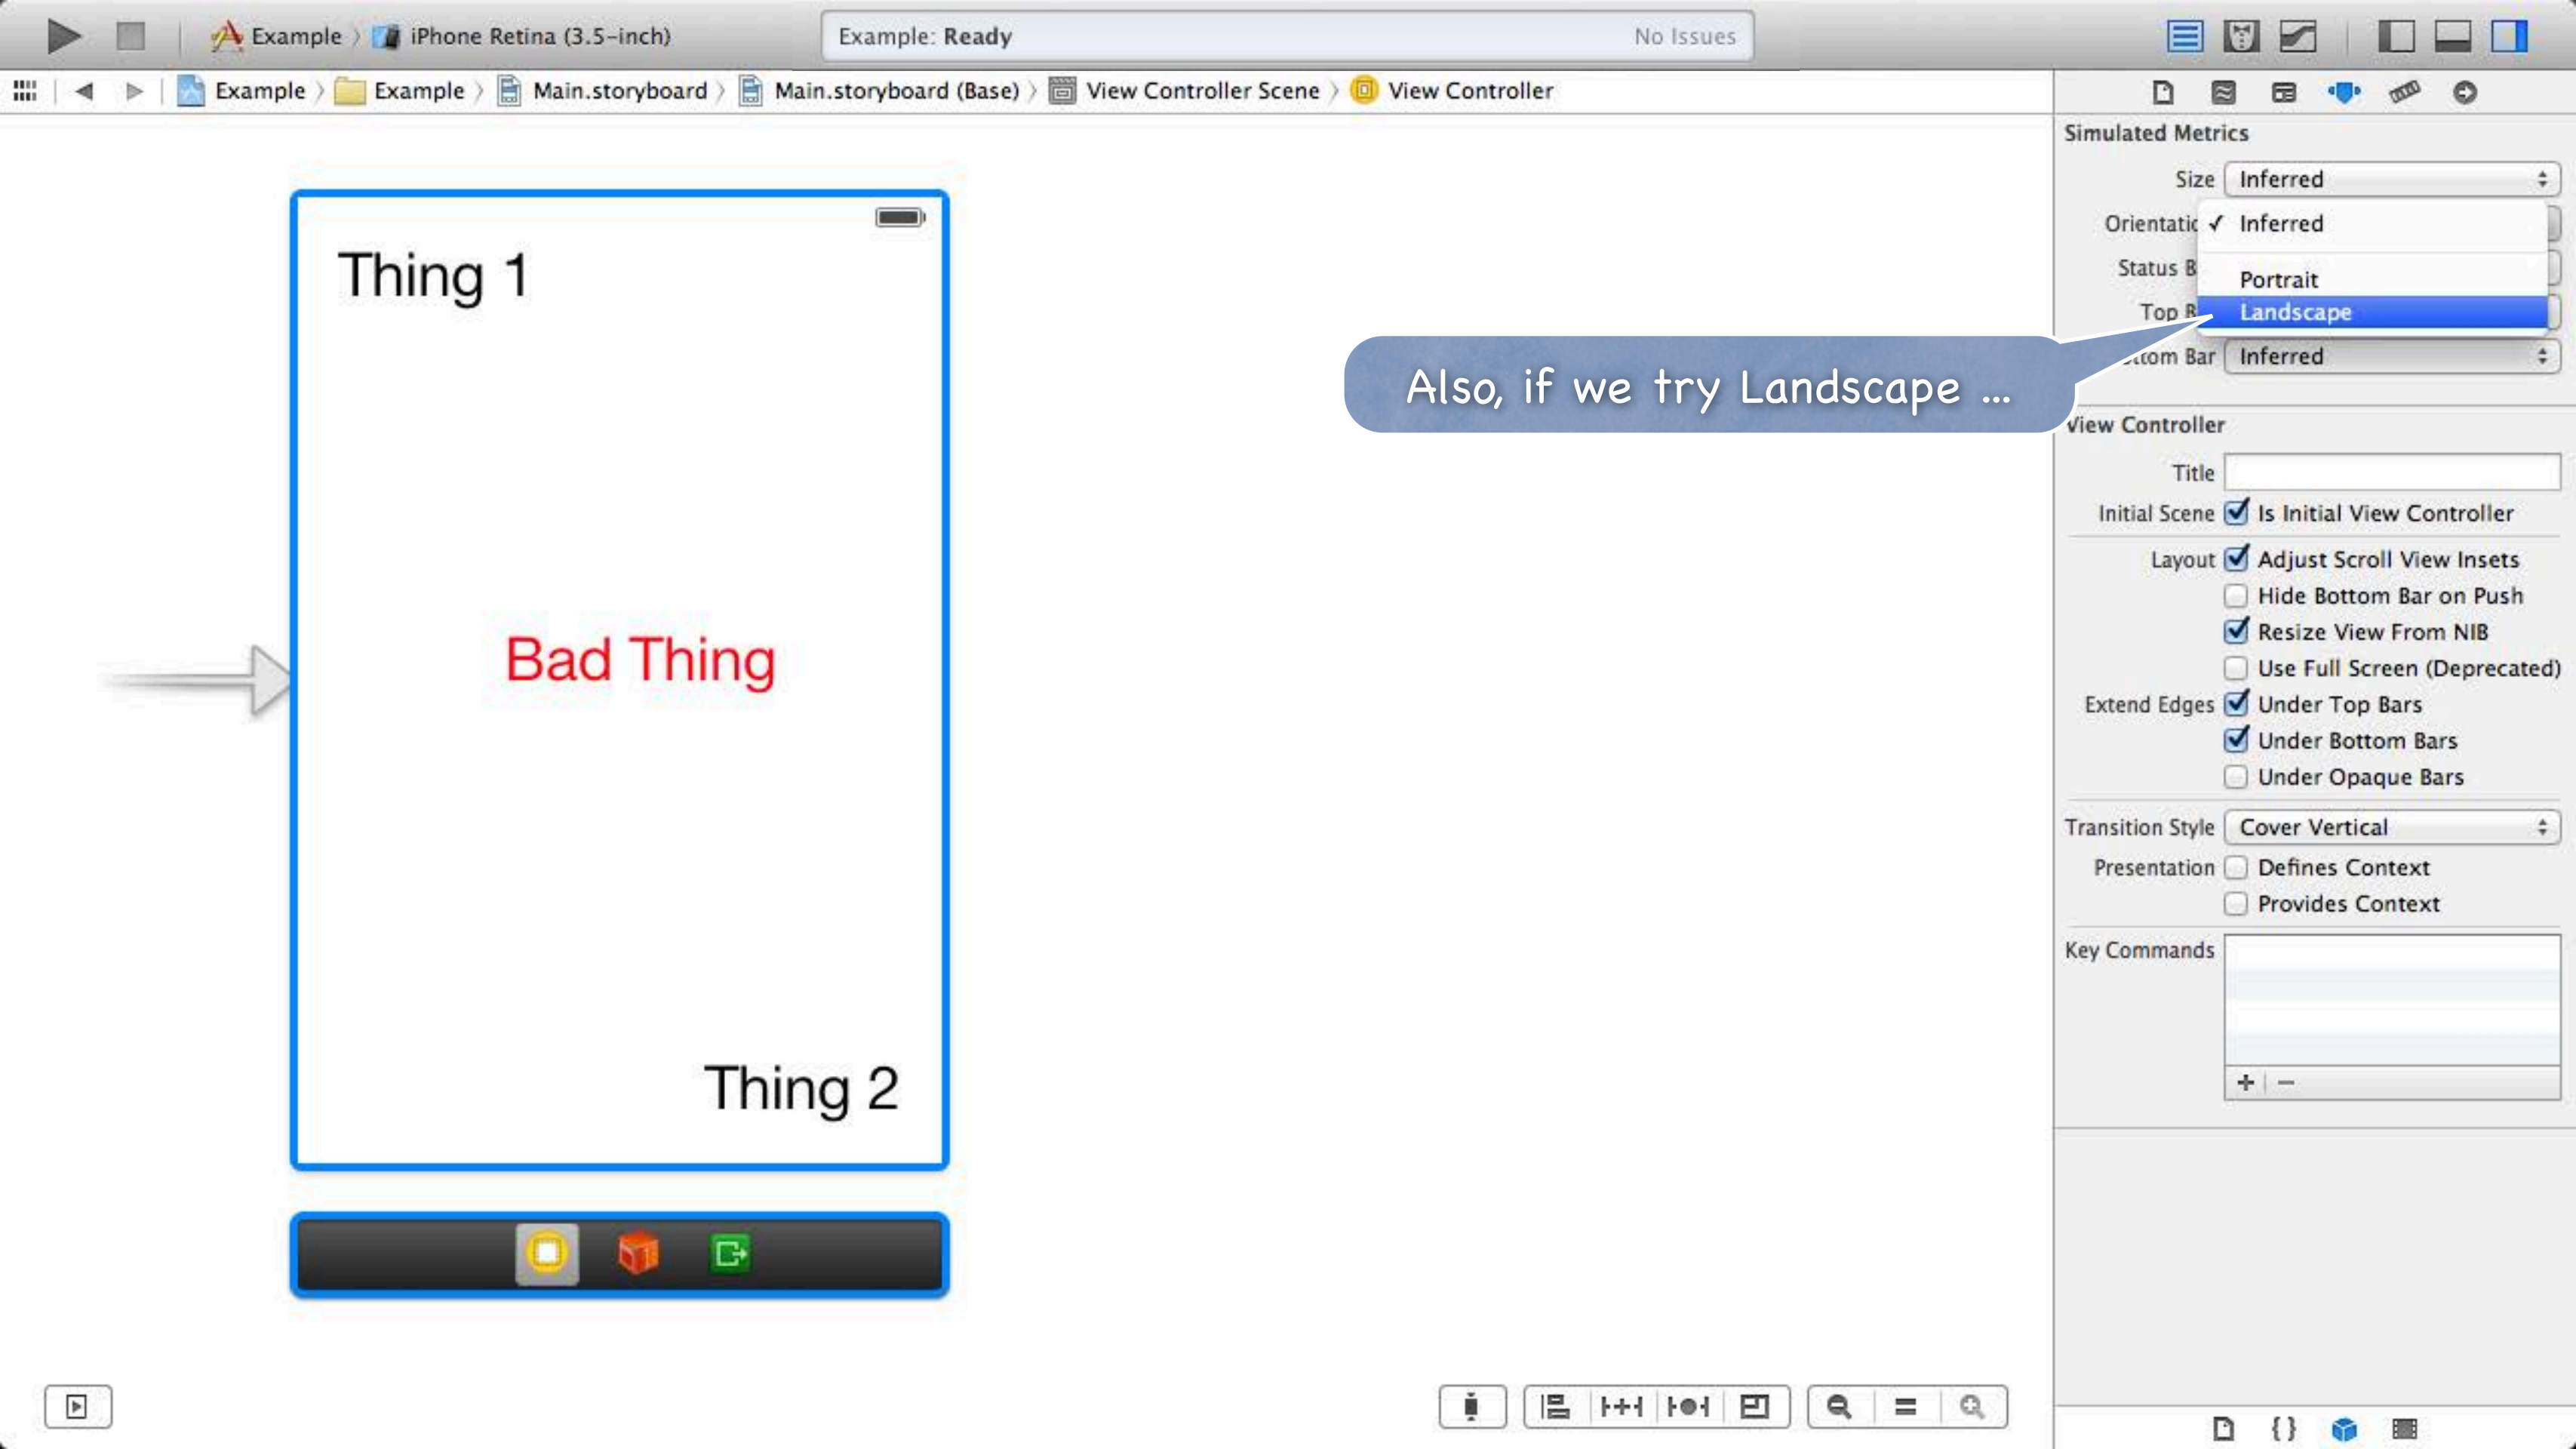 Example › iPhone Retina (3.5-inch)
Example: Ready
No Issues
Example › Example › Main.storyboard › Main.storyboard (Base) › View Controller Scene › View Controller
Thing 1
Bad Thing
Thing 2
Also, if we try Landscape ...
Simulated Metrics
Size Inferred
Orientatio ✓ Inferred
Status B
Portrait
Top B
Landscape
ttom Bar Inferred
View Controller
Title
Initial Scene Is Initial View Controller
Layout Adjust Scroll View Insets
Hide Bottom Bar on Push
Resize View From NIB
Use Full Screen (Deprecated)
Extend Edges Under Top Bars
Under Bottom Bars
Under Opaque Bars
Transition Style Cover Vertical
Presentation Defines Context
Provides Context
Key Commands
+ −
{}